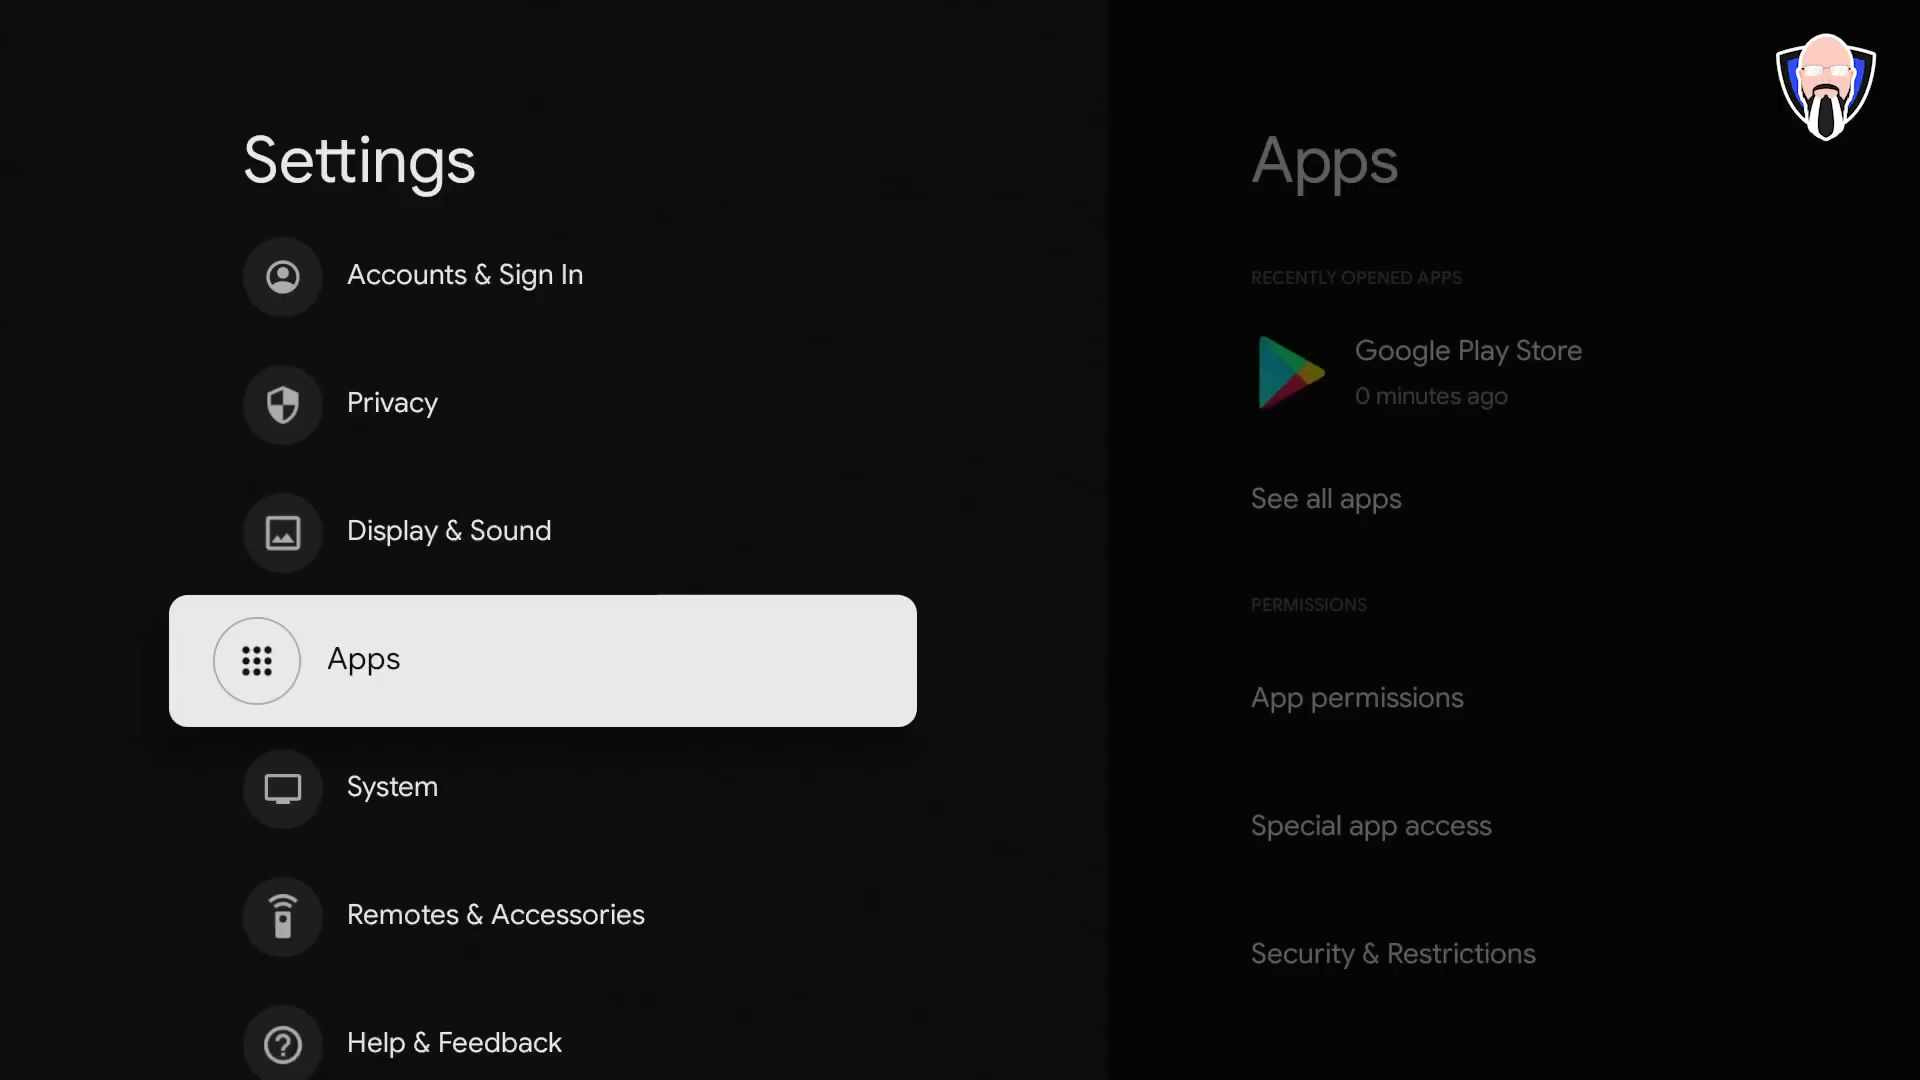 Settings
Accounts & Sign In
Privacy
Display & Sound
Apps
System
Remotes & Accessories
Help & Feedback
Apps
RECENTLY OPENED APPS
Google Play Store
0 minutes ago
See all apps
PERMISSIONS
App permissions
Special app access
Security & Restrictions